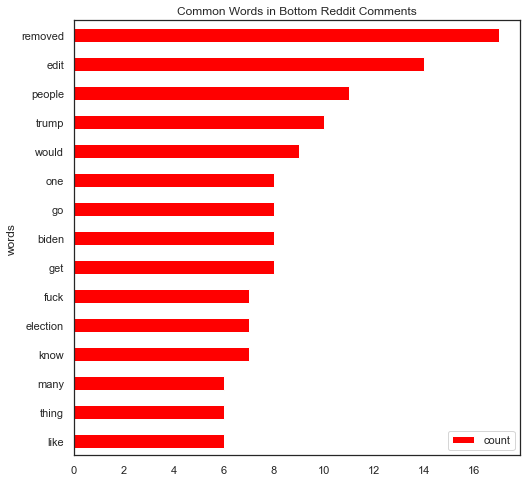 Common Words in Bottom Reddit Comments
removed
edit
people
trump
would
one
go
biden
get
fuck
election
know
many
thing
like
words
count
0 2 4 6 8 10 12 14 16